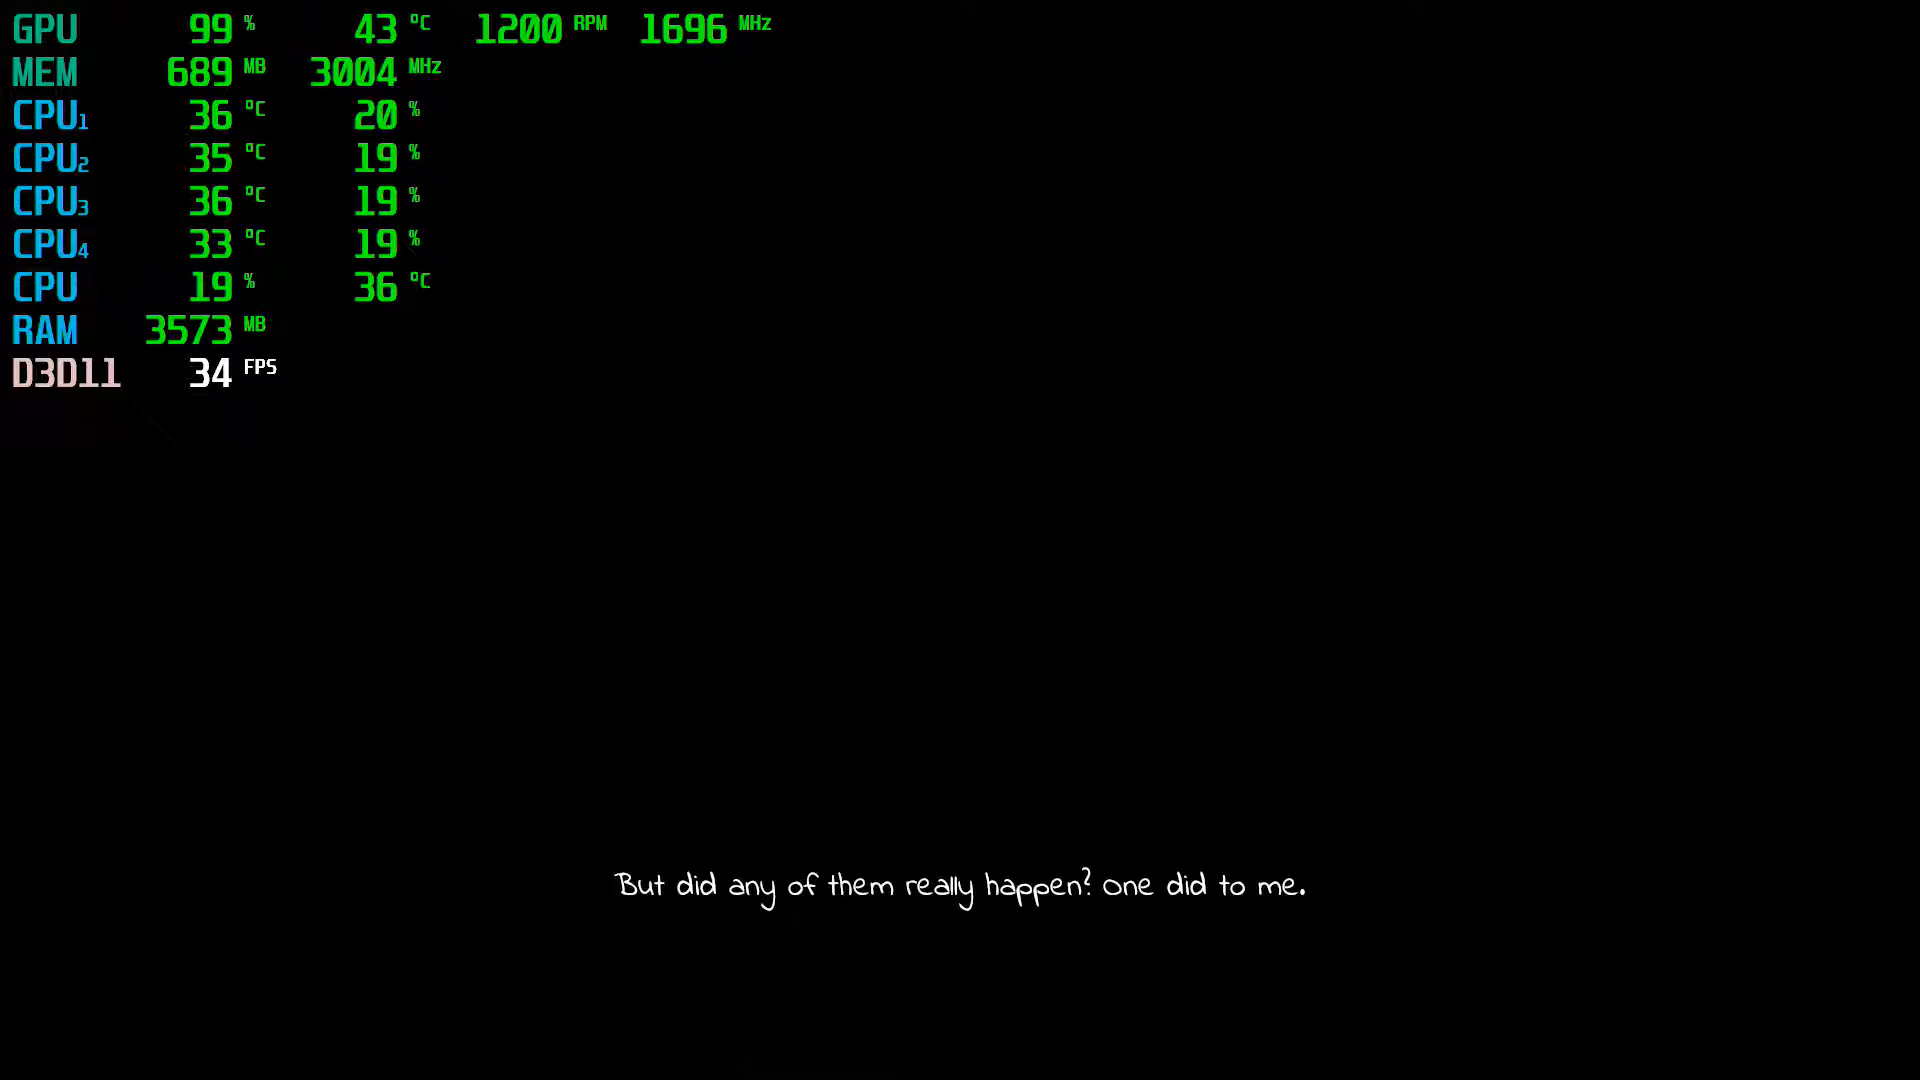 GPU 99 % 43 °C 1200 RPM 1696 MHz
MEM 689 MB 3004 MHz
CPU1 36 °C 20 %
CPU2 35 °C 19 %
CPU3 36 °C 19 %
CPU4 33 °C 19 %
CPU 19 % 36 °C
RAM 3573 MB
D3D11 34 FPS
But did any of them really happen? One did to me.